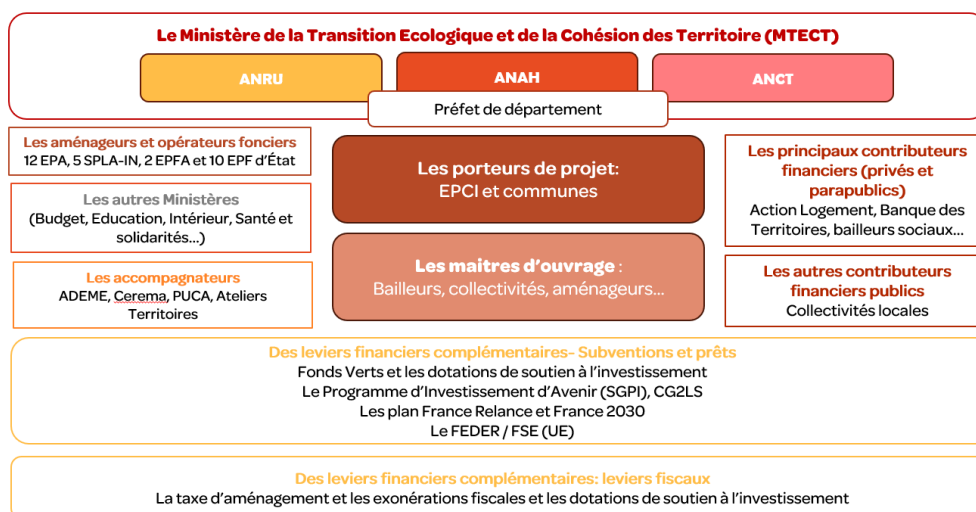 Le Ministère de la Transition Ecologique et de la Cohésion des Territoire (MTECT)
ANRU
ANAH
ANCT
Préfet de département
Les aménageurs et opérateurs fonciers
12 EPA, 5 SPLA-IN, 2 EPFA et 10 EPF d'État
Les autres Ministères
(Budget, Education, Intérieur, Santé et
solidarités...)
Les accompagnateurs
ADEME, Cerema, PUCA, Ateliers
Territoires
Les porteurs de projet:
EPCI et communes
Les maitres d'ouvrage :
Bailleurs, collectivités, aménageurs...
Les principaux contributeurs
financiers (privés et
parapublics)
Action Logement, Banque des
Territoires, bailleurs sociaux...
Les autres contributeurs
financiers publics
Collectivités locales
Des leviers financiers complémentaires- Subventions et prêts
Fonds Verts et les dotations de soutien à l'investissement
Le Programme d'Investissement d'Avenir (SGPI), CG2LS
Les plan France Relance et France 2030
Le FEDER / FSE (UE)
Des leviers financiers complémentaires: leviers fiscaux
La taxe d'aménagement et les exonérations fiscales et les dotations de soutien à l'investissement